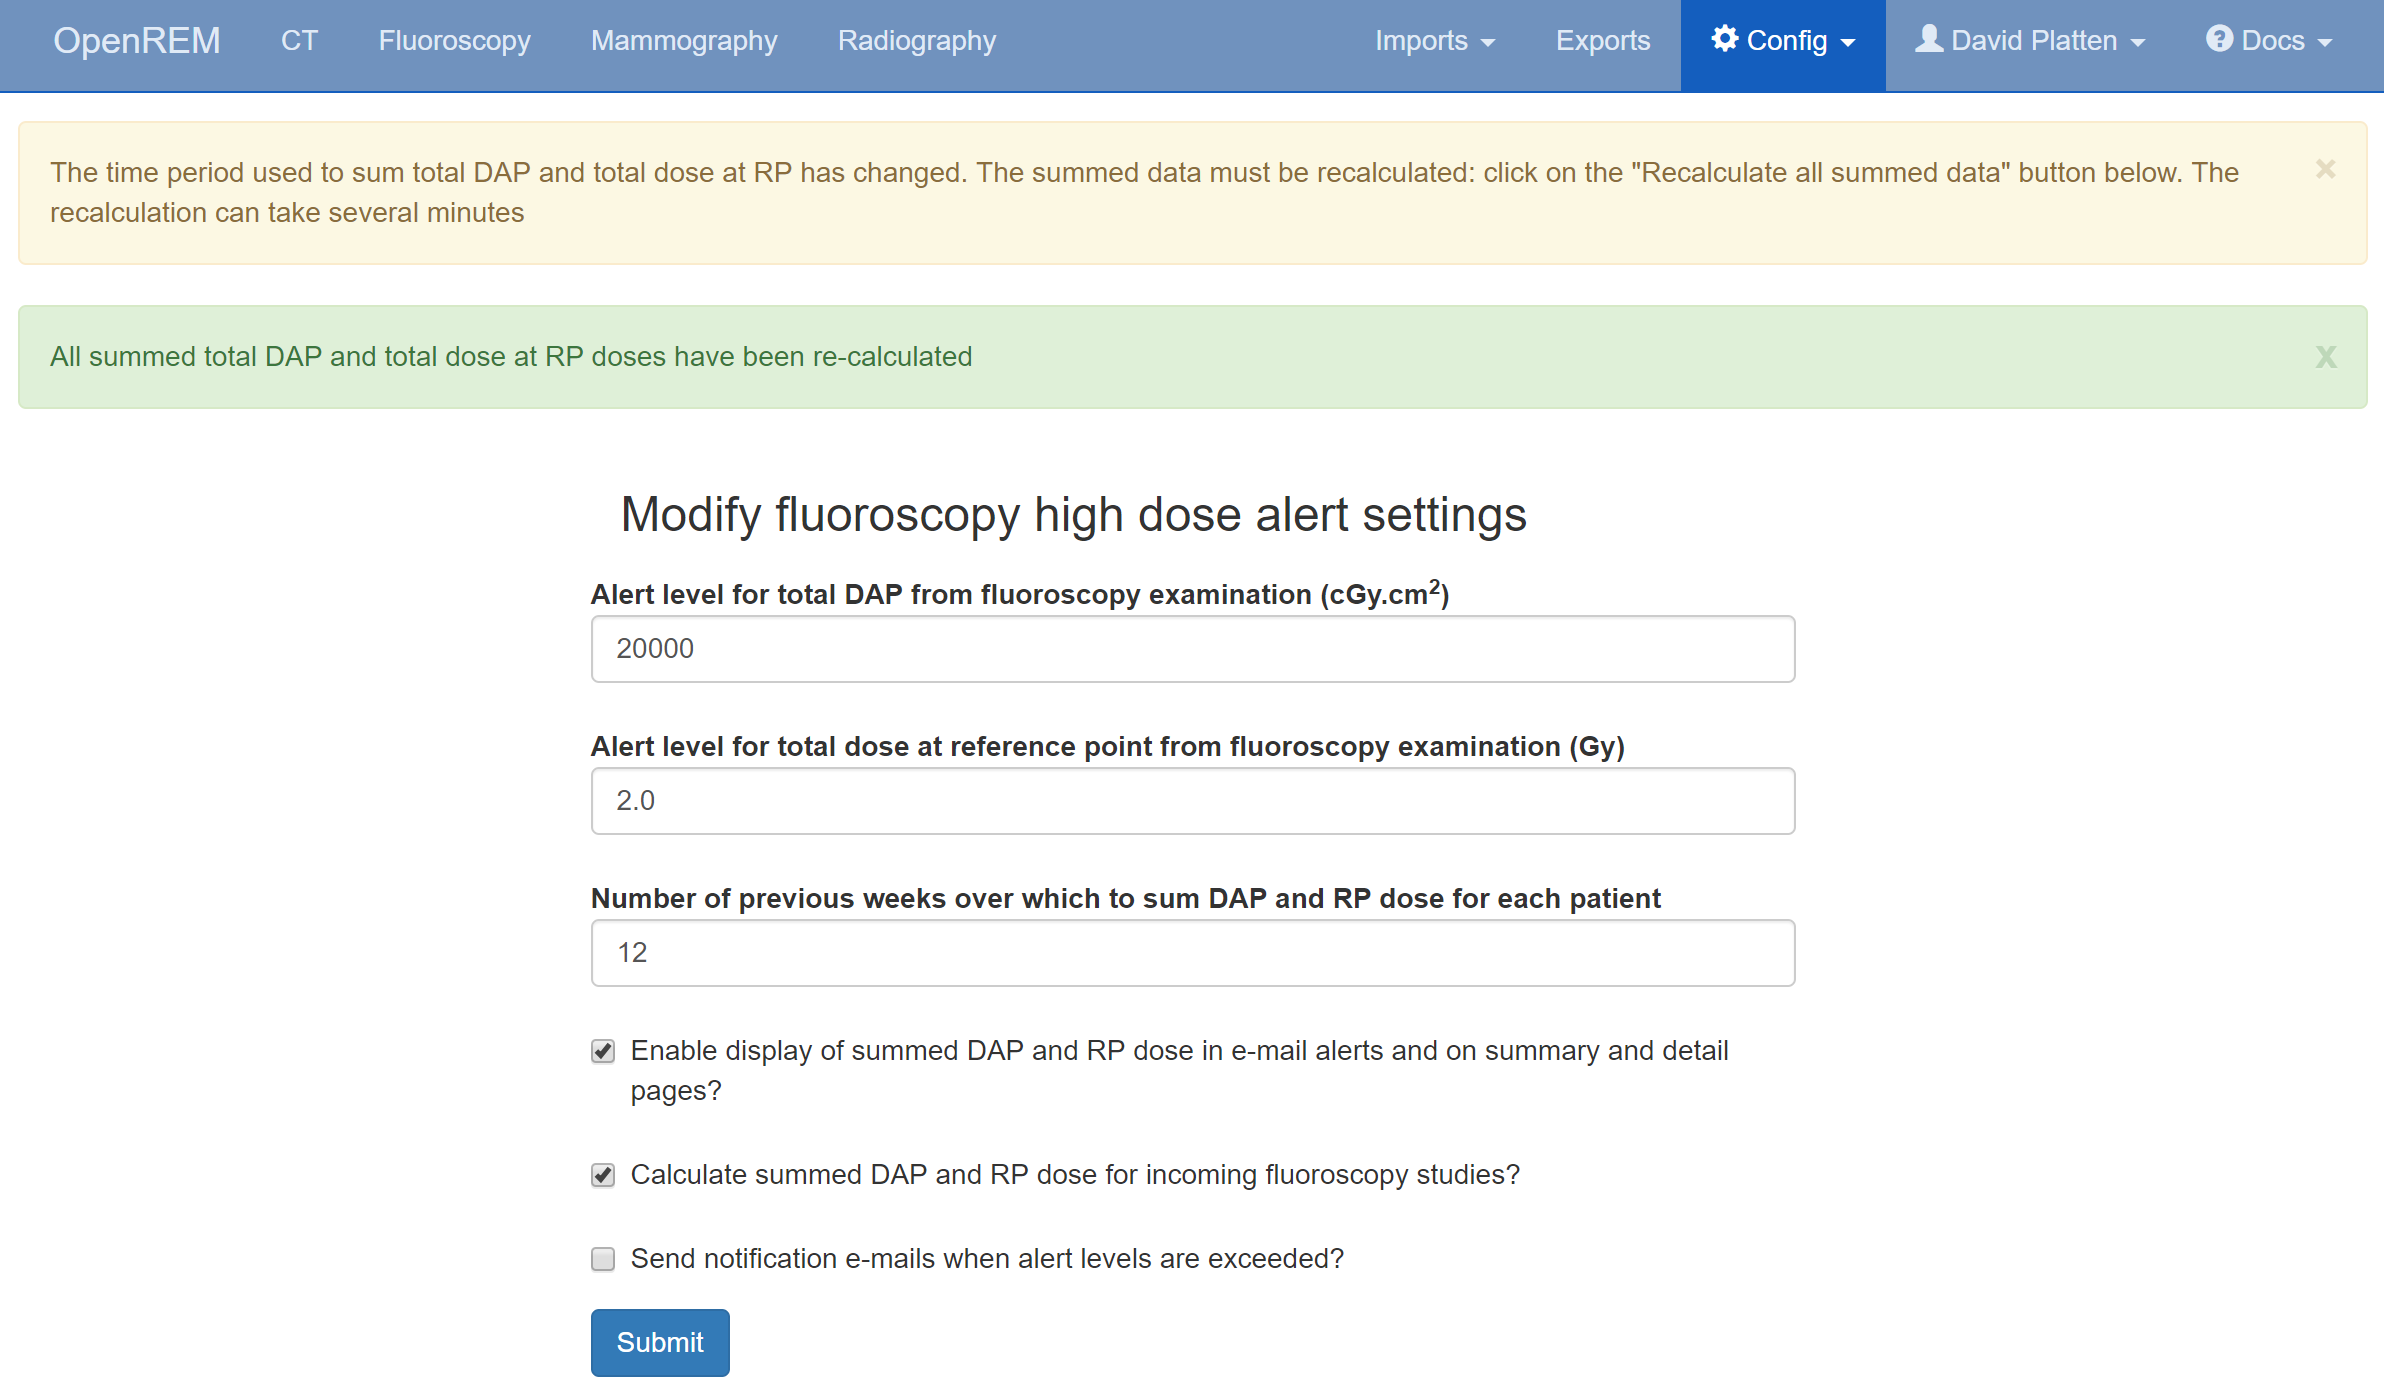 OpenREM CT Fluoroscopy Mammography Radiography Imports Exports Config David Platten Docs
The time period used to sum total DAP and total dose at RP has changed. The summed data must be recalculated: click on the "Recalculate all summed data" button below. The
recalculation can take several minutes
×
All summed total DAP and total dose at RP doses have been re-calculated
x
Modify fluoroscopy high dose alert settings
Alert level for total DAP from fluoroscopy examination (cGy.cm²)
20000
Alert level for total dose at reference point from fluoroscopy examination (Gy)
2.0
Number of previous weeks over which to sum DAP and RP dose for each patient
12
Enable display of summed DAP and RP dose in e-mail alerts and on summary and detail
pages?
Calculate summed DAP and RP dose for incoming fluoroscopy studies?
Send notification e-mails when alert levels are exceeded?
Submit